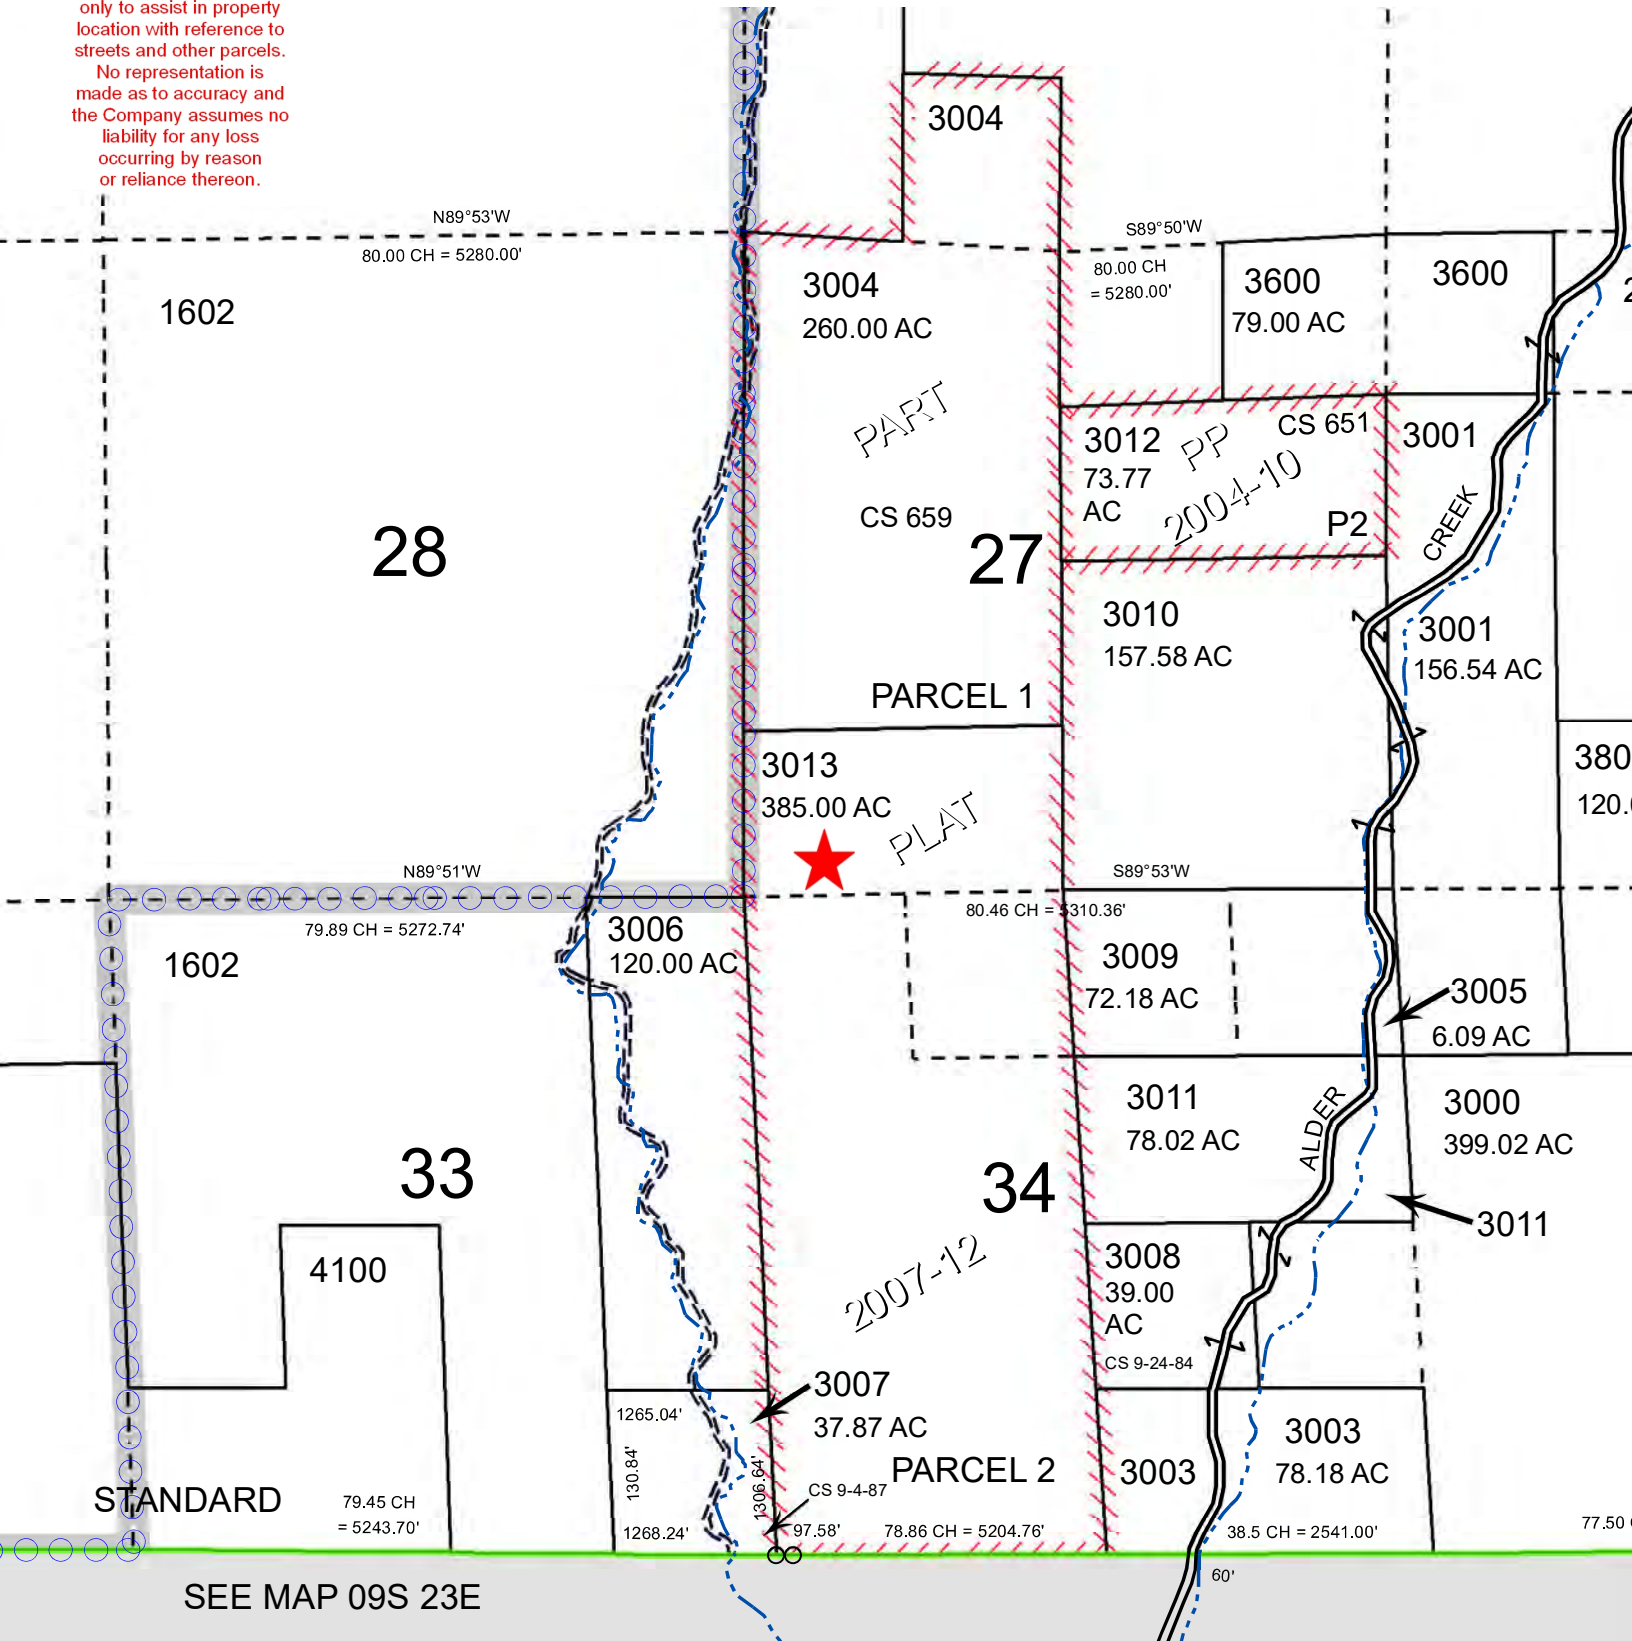 only to assist in property
location with reference to
streets and other parcels.
No representation is
made as to accuracy and
the Company assumes no
liability for any loss
occurring by reason
or reliance thereon.
3004
N89°53'W
80.00 CH = 5280.00'
S89°50'W
80.00 CH
= 5280.00'
1602
3004
260.00 AC
3600
79.00 AC
3600
2
PART
CS 659
28
27
3012
73.77
AC
PP
2004-10
CS 651
P2
3001
CREEK
3010
157.58 AC
3001
156.54 AC
PARCEL 1
3013
385.00 AC
PLAT
380
120.
N89°51'W
79.89 CH = 5272.74'
S89°53'W
80.46 CH = 5310.36'
1602
3006
120.00 AC
3009
72.18 AC
3005
6.09 AC
3011
78.02 AC
ALDER
3000
399.02 AC
33
34
3011
4100
2007-12
3008
39.00
AC
CS 9-24-84
3007
37.87 AC
1265.04'
1130.84'
1306.64'
1268.24'
CS 9-4-87
PARCEL 2
3003
3003
78.18 AC
STANDARD
79.45 CH
= 5243.70'
97.58'
78.86 CH = 5204.76'
38.5 CH = 2541.00'
77.50
60'
SEE MAP 09S 23E